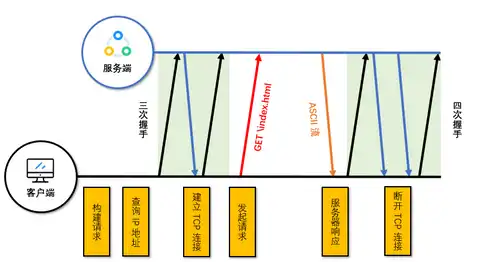 服务端
三次握手
GET \index.html
ASCII 流
四次握手
客户端
构建请求
查询 IP 地址
建立 TCP 连接
发起请求
服务器响应
断开 TCP 连接